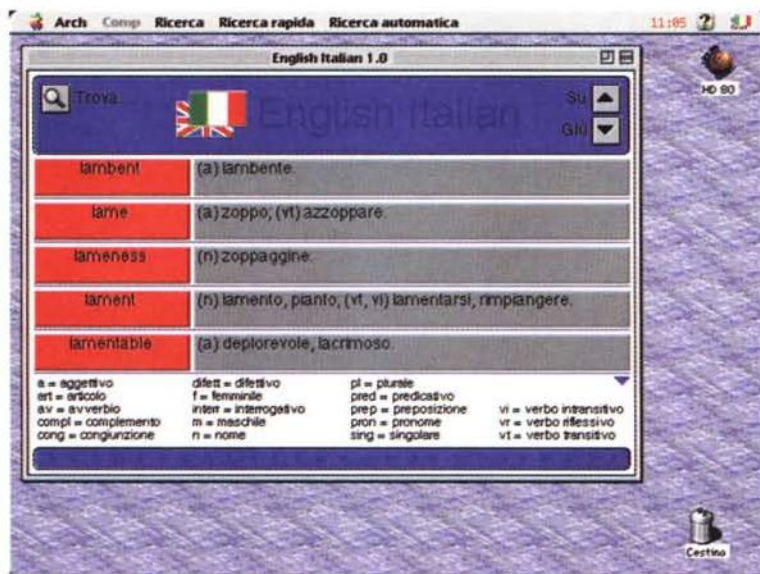 Arch Comp Ricerca Ricerca rapida Ricerca automatica 11:05
English Italian 1.0
HD 80
Trova... English Italian Su
Giù
lambent (a) lambente.
lame (a) zoppo; (vt) azzoppare.
lameness (n) zoppaggine.
lament (n) lamento, pianto; (vt, vi) lamentarsi, rimpiangere.
lamentable (a) deplorevole, lacrimoso.
a = aggettivo difett = difettivo pl = plurale
art = articolo f = femminile pred = predicativo
av = avverbio interr = interrogativo prep = preposizione vi = verbo intransitivo
compl = complemento m = maschile pron = pronome vr = verbo riflessivo
cong = congiunzione n = nome sing = singolare vt = verbo transitivo
Cestino